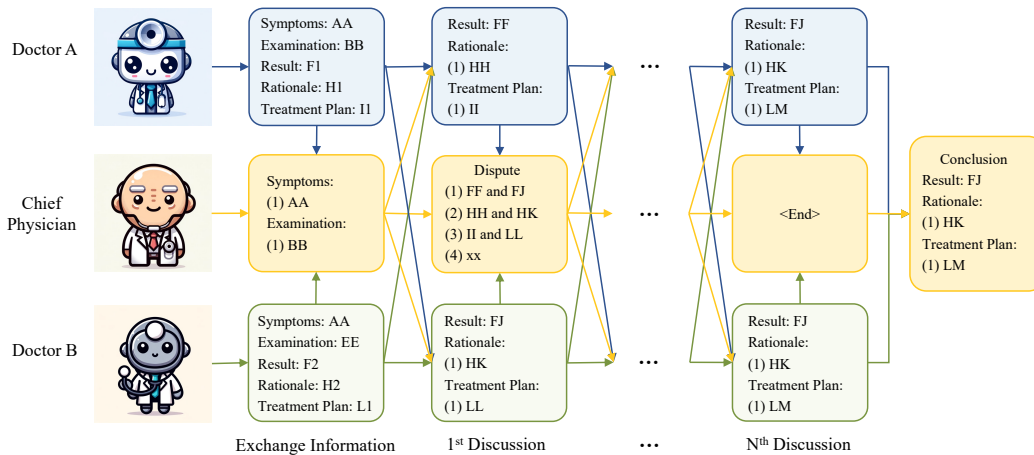 Doctor A
Symptoms: AA
Examination: BB
Result: F1
Rationale: H1
Treatment Plan: I1
Result: FF
Rationale:
(1) HH
Treatment Plan:
(1) II
...
Result: FJ
Rationale:
(1) HK
Treatment Plan:
(1) LM
Chief
Physician
Symptoms:
(1) AA
Examination:
(1) BB
Dispute
(1) FF and FJ
(2) HH and HK
(3) II and LL
(4) xx
...
<End>
Conclusion
Result: FJ
Rationale:
(1) HK
Treatment Plan:
(1) LM
Doctor B
Symptoms: AA
Examination: EE
Result: F2
Rationale: H2
Treatment Plan: L1
Result: FJ
Rationale:
(1) HK
Treatment Plan:
(1) LL
...
Result: FJ
Rationale:
(1) HK
Treatment Plan:
(1) LM
Exchange Information
1st Discussion
...
Nth Discussion